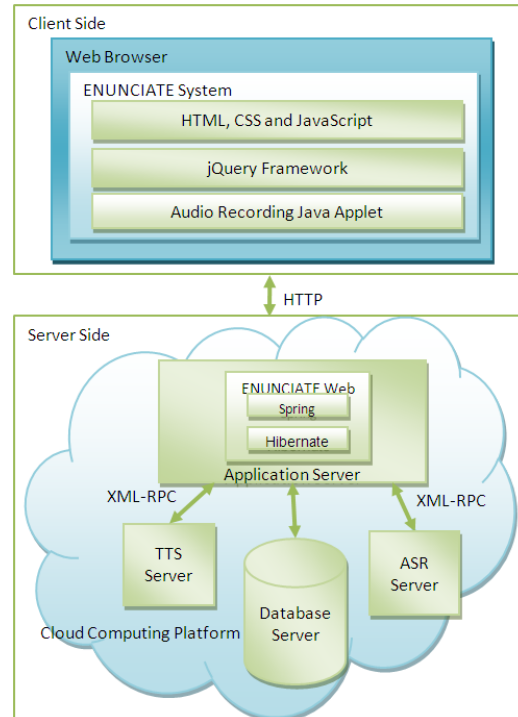 Client Side
Web Browser
ENUNCIATE System
HTML, CSS and JavaScript
jQuery Framework
Audio Recording Java Applet
HTTP
Server Side
ENUNCIATE Web
Spring
Hibernate
Application Server
XML-RPC
XML-RPC
TTS
Server
ASR
Server
Database
Server
Cloud Computing Platform